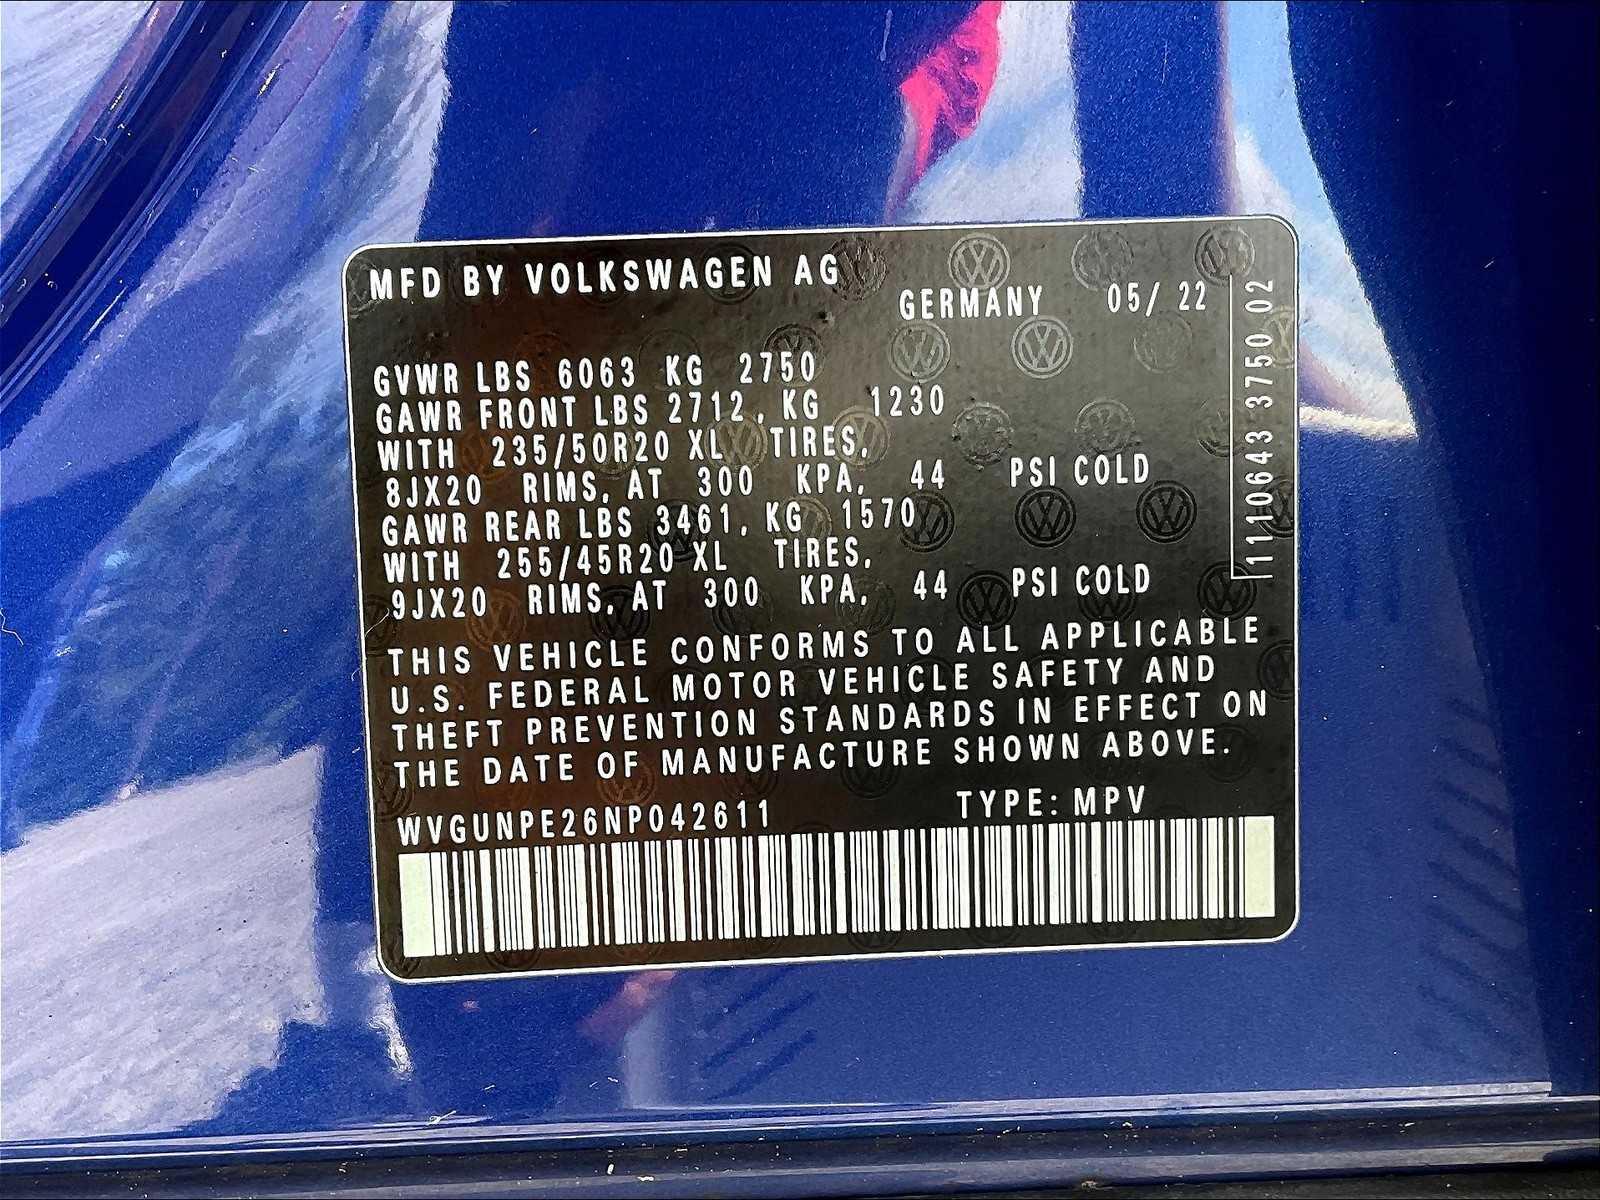 MFD BY VOLKSWAGEN AG
GERMANY 05/ 22
GVWR LBS 6063 KG 2750
GAWR FRONT LBS 2712, KG 1230
WITH 235/50R20 XL TIRES,
8JX20 RIMS, AT 300 KPA, 44 PSI COLD
GAWR REAR LBS 3461, KG 1570
WITH 255/45R20 XL TIRES,
9JX20 RIMS, AT 300 KPA, 44 PSI COLD
THIS VEHICLE CONFORMS TO ALL APPLICABLE
U.S. FEDERAL MOTOR VEHICLE SAFETY AND
THEFT PREVENTION STANDARDS IN EFFECT ON
THE DATE OF MANUFACTURE SHOWN ABOVE.
WVGUNPE26NP042611 TYPE: MPV
1110643 3750 02